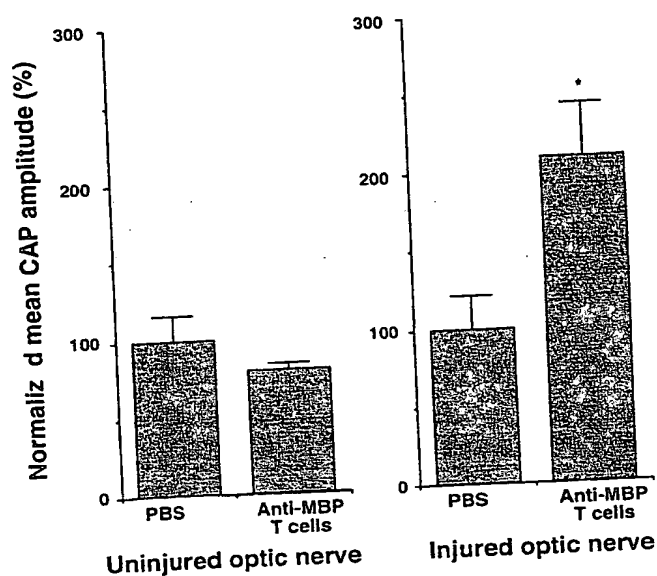 Normaliz d mean CAP amplitude (%)
300
200
100
0
PBS
Anti-MBP
T cells
Uninjured optic nerve
300
200
100
0
*
PBS
Anti-MBP
T cells
Injured optic nerve